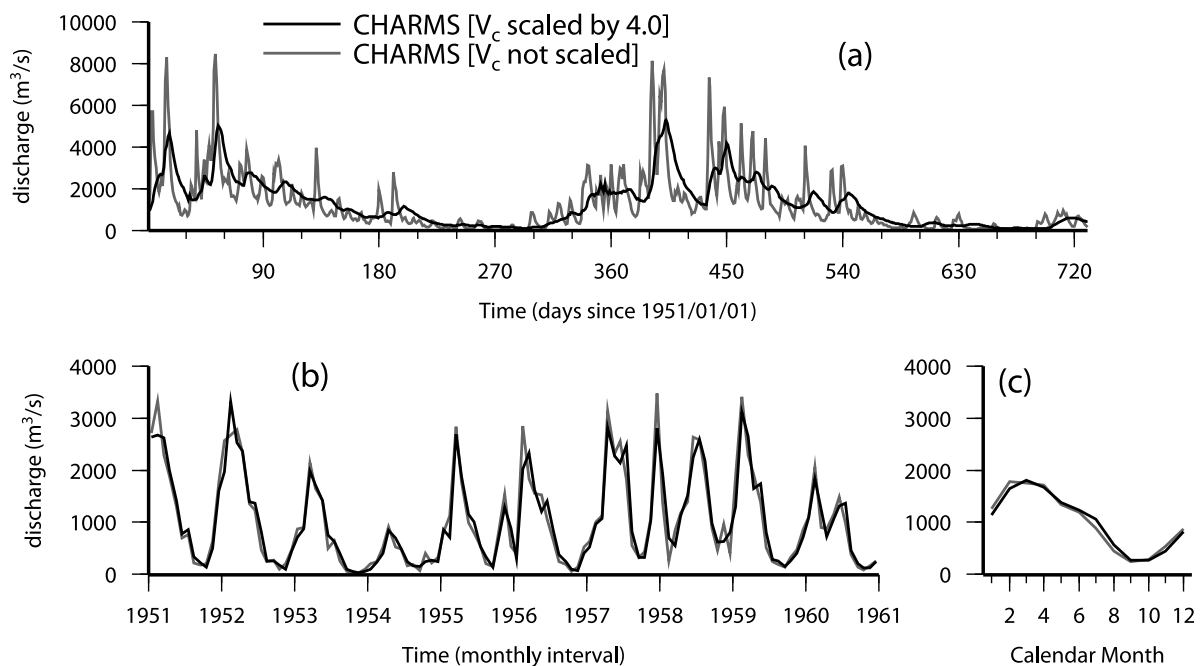 CHARMS [Vc scaled by 4.0]
CHARMS [Vc not scaled]
(a)
discharge (m3/s)
10000
8000
6000
4000
2000
0
90 180 270 360 450 540 630 720
Time (days since 1951/01/01)
(b)
discharge (m3/s)
4000
3000
2000
1000
0
1951 1952 1953 1954 1955 1956 1957 1958 1959 1960 1961
Time (monthly interval)
(c)
4000
3000
2000
1000
0
2 4 6 8 10 12
Calendar Month